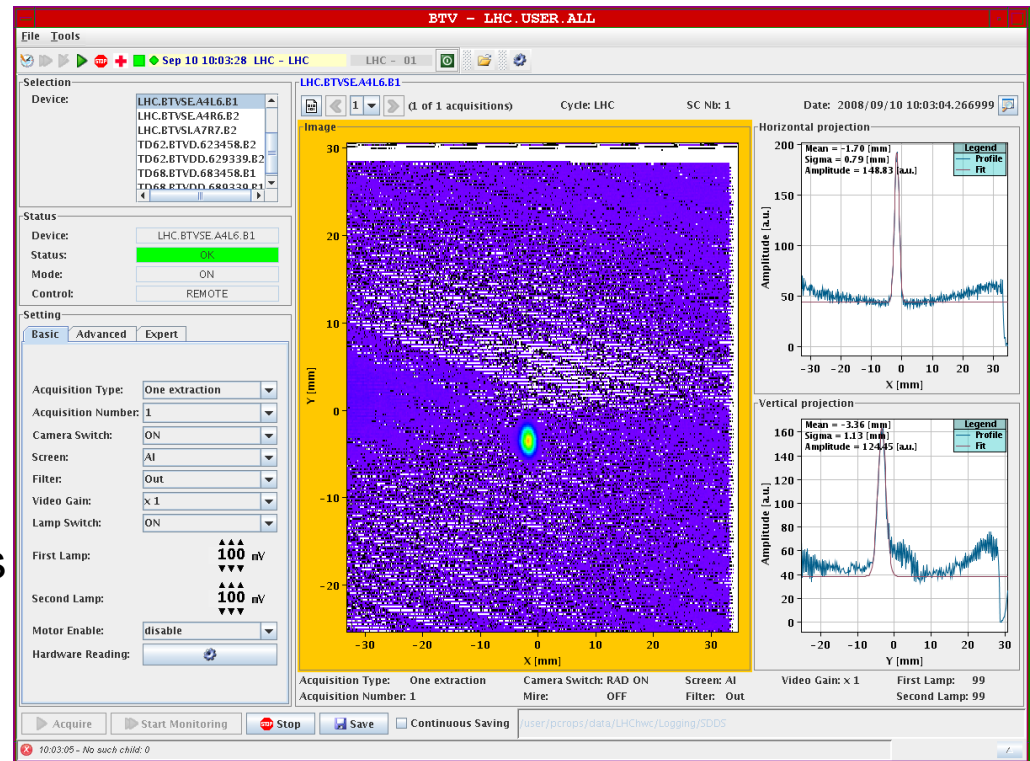 BTV - LHC.USER.ALL
File Tools
Sep 10 10:03:28 LHC - LHC LHC - 01
Selection
Device:
LHC.BTVSE.A4L6.B1
LHC.BTVSE.A4R6.B2
LHC.BTVSI.A7R7.B2
TD62.BTVD.623458.B2
TD62.BTVDD.629339.B2
TD68.BTVD.683458.B1
TD68.BTVDD.689339.B1
Status
Device: LHC.BTVSE.A4L6.B1
Status: OK
Mode: ON
Control: REMOTE
Setting
Basic Advanced Expert
Acquisition Type: One extraction
Acquisition Number: 1
Camera Switch: ON
Screen: Al
Filter: Out
Video Gain: x 1
Lamp Switch: ON
First Lamp: 100 mV
Second Lamp: 100 mV
Motor Enable: disable
Hardware Reading:
s
LHC.BTVSE.A4L6.B1
1 (1 of 1 acquisitions) Cycle: LHC SC Nb: 1 Date: 2008/09/10 10:03:04.266999
Image
30
20
10
0
-10
-20
Y [mm]
-30 -20 -10 0 10 20 30
X [mm]
Horizontal projection
Mean = -1.70 [mm]
Sigma = 0.79 [mm]
Amplitude = 148.83 [a.u.]
Legend
Profile
Fit
200
150
100
50
0
Amplitude [a.u.]
-30 -20 -10 0 10 20 30
X [mm]
Vertical projection
Mean = -3.36 [mm]
Sigma = 1.13 [mm]
Amplitude = 124.45 [a.u.]
Legend
Profile
Fit
160
140
120
100
80
60
40
20
0
Amplitude [a.u.]
-20 -10 0 10 20 30
Y [mm]
Acquisition Type: One extraction Camera Switch: RAD ON Screen: Al Video Gain: x 1 First Lamp: 99
Acquisition Number: 1 Mire: OFF Filter: Out Second Lamp: 99
Acquire Start Monitoring STOP Stop Save Continuous Saving /user/pcrops/data/LHChwc/Logging/SDDS
10:03:05 - No such child: 0